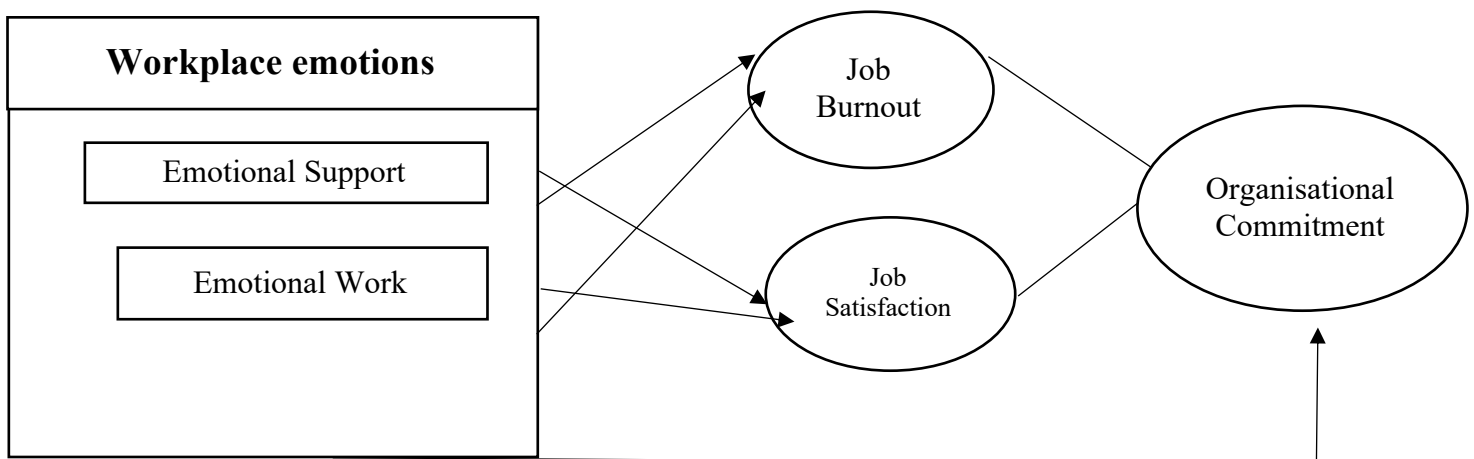 Workplace emotions
Emotional Support
Emotional Work
Job
Burnout
Job
Satisfaction
Organisational
Commitment